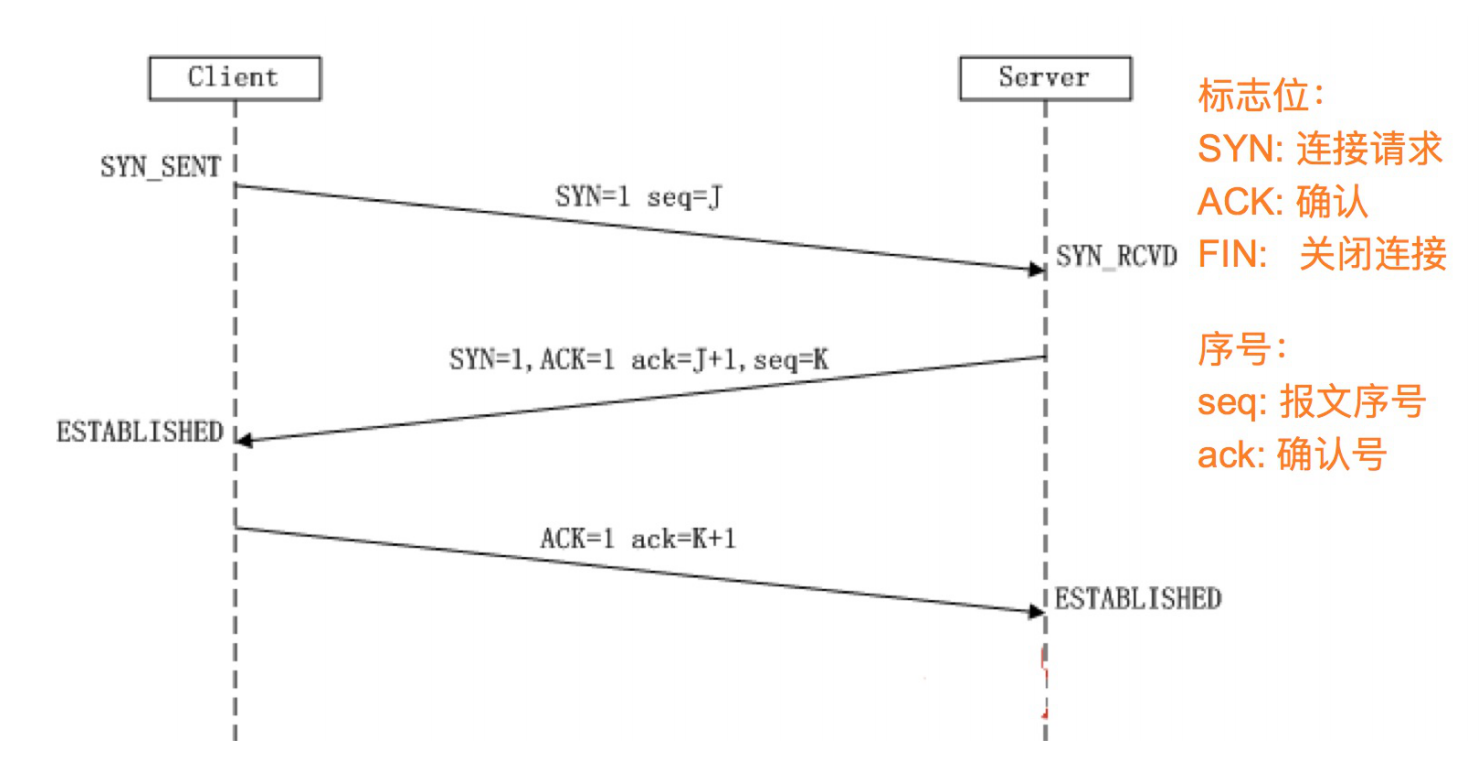 Client
Server
SYN_SENT
SYN=1 seq=J
SYN_RCVD
SYN=1,ACK=1 ack=J+1,seq=K
ESTABLISHED
ACK=1 ack=K+1
ESTABLISHED
标志位：
SYN: 连接请求
ACK: 确认
FIN: 关闭连接
序号：
seq: 报文序号
ack: 确认号